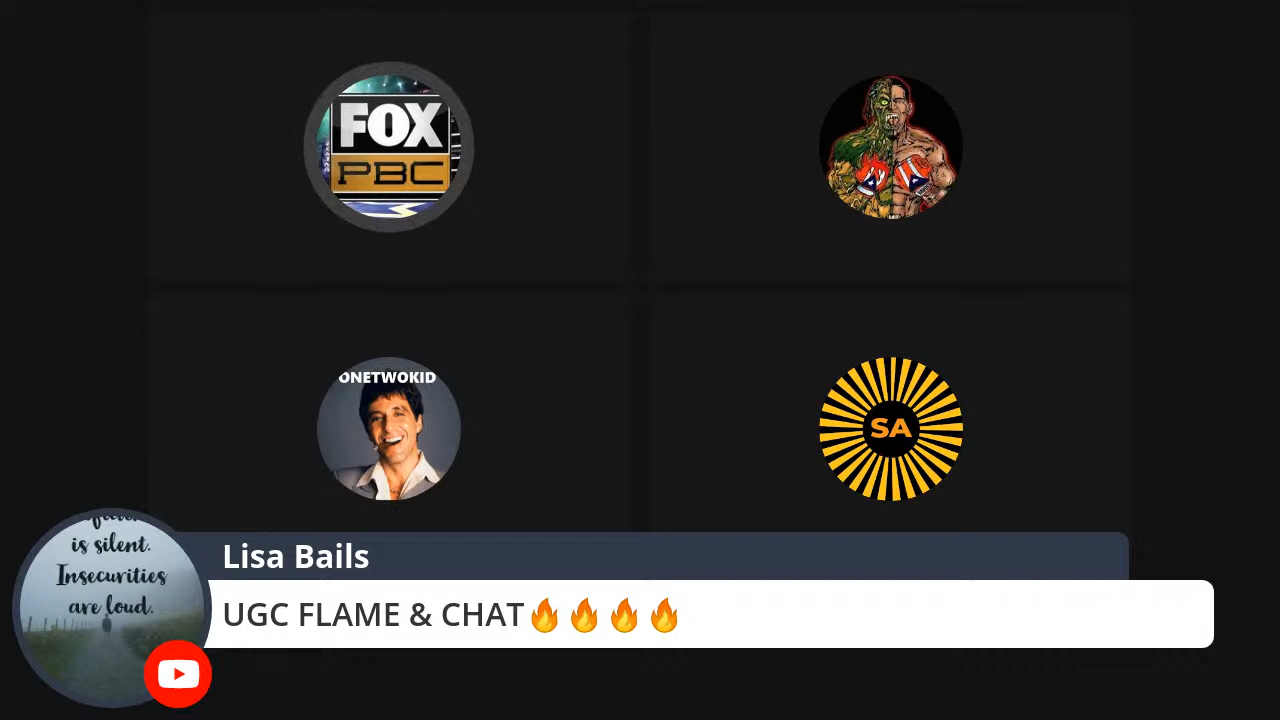 FOX
PBC
ONETWOKID
SA
is silent.
Insecurities
are loud.
Lisa Bails
UGC FLAME & CHAT🔥🔥🔥🔥